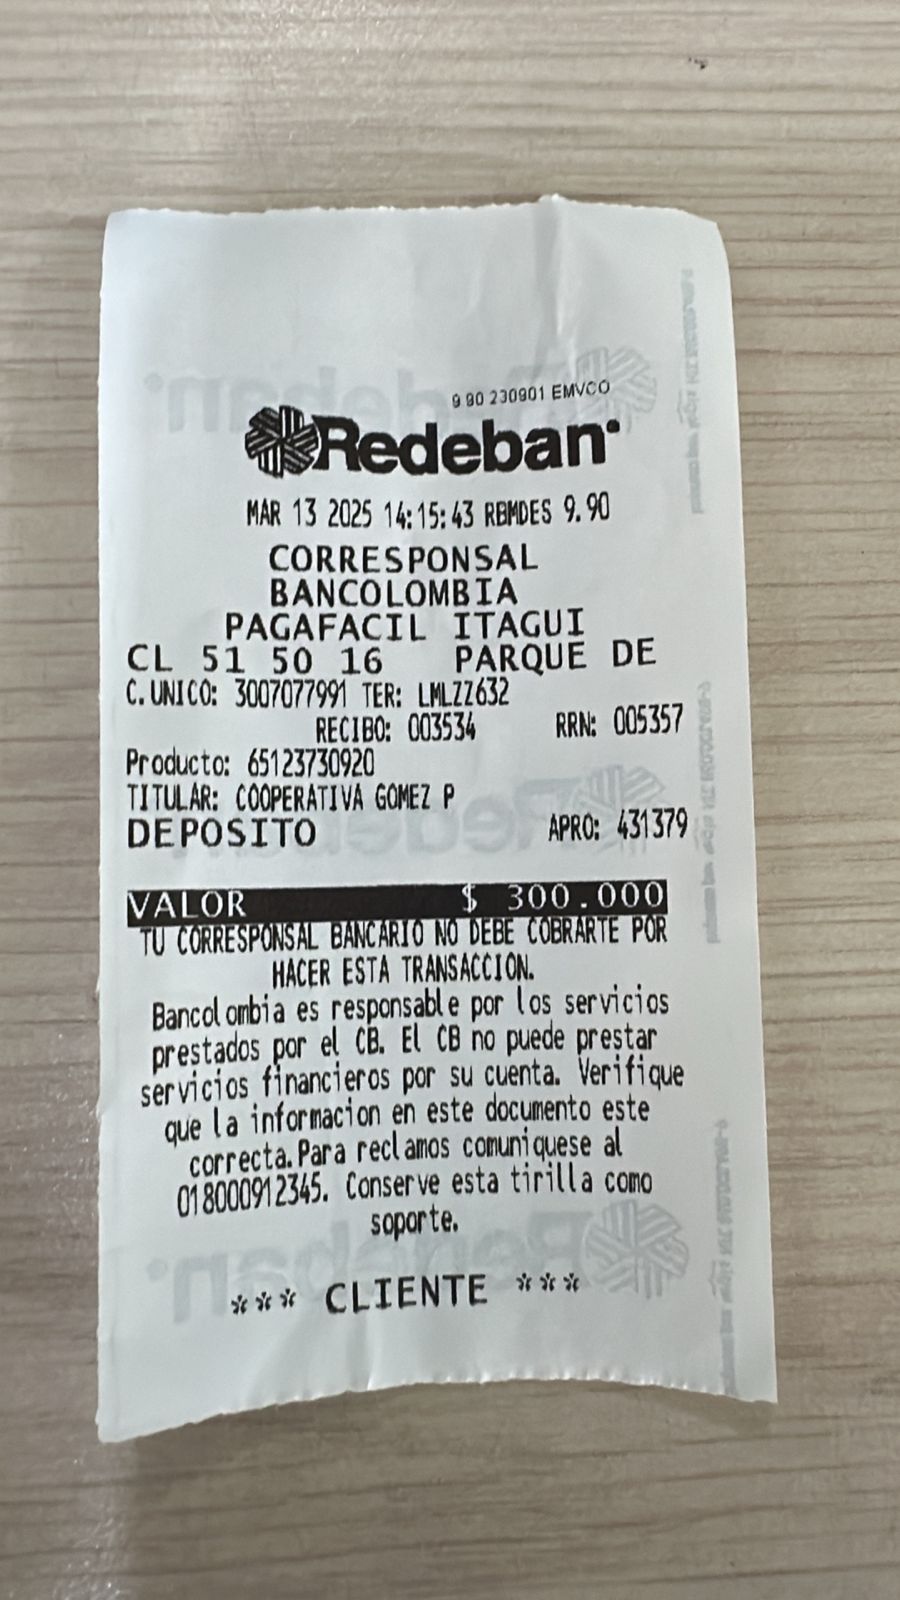 9 90 230901 EMVCO
Redeban
MAR 13 2025 14:15:43 RBMDES 9.90
CORRESPONSAL
BANCOLOMBIA
PAGAFACIL ITAGUI
CL 51 50 16 PARQUE DE
C.UNICO: 3007077991 TER: LMLZZ632
RECIBO: 003534 RRN: 005357
Producto: 65123730920
TITULAR: COOPERATIVA GOMEZ P
DEPOSITO APRO: 431379
VALOR $ 300.000
TU CORRESPONSAL BANCARIO NO DEBE COBRARTE POR
HACER ESTA TRANSACCION.
Bancolombia es responsable por los servicios
prestados por el CB. El CB no puede prestar
servicios financieros por su cuenta. Verifique
que la informacion en este documento este
correcta.Para reclamos comuniquese al
018000912345. Conserve esta tirilla como
soporte.
*** CLIENTE ***